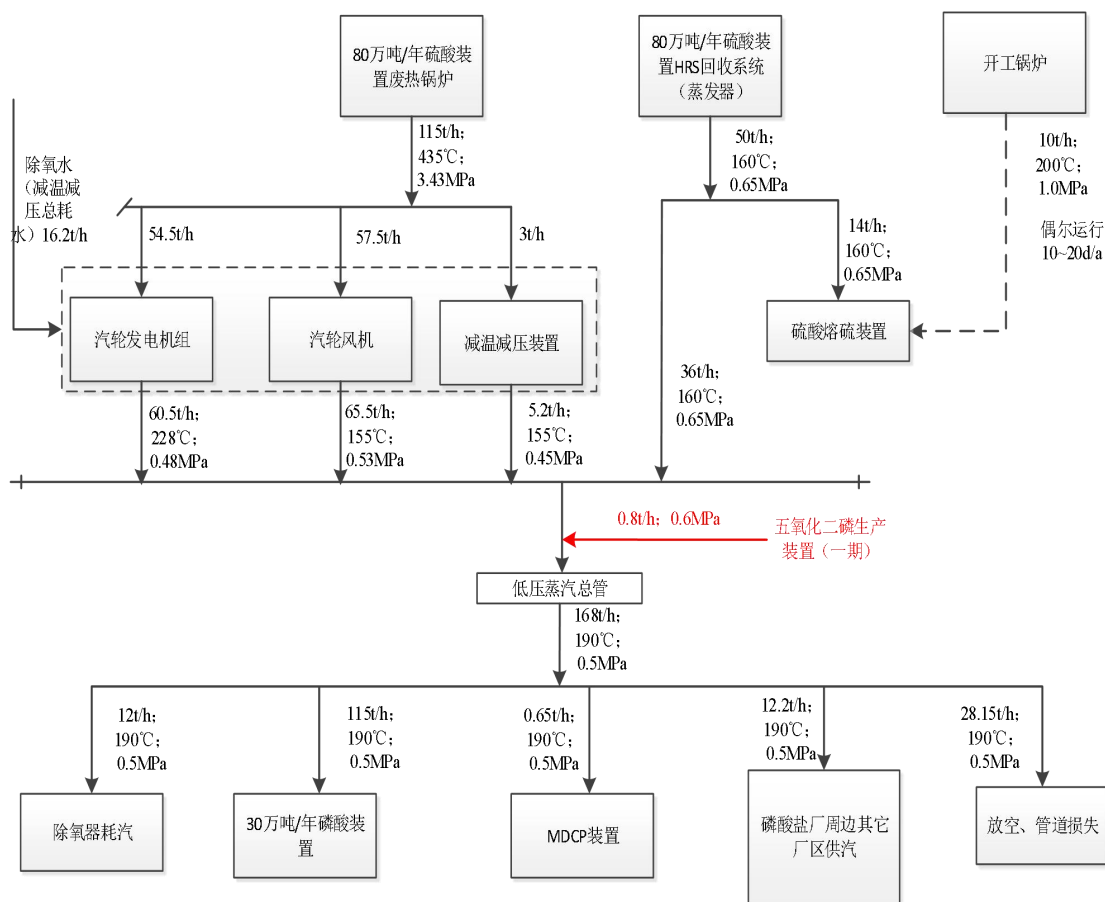 80万吨/年硫酸装
置废热锅炉
80万吨/年硫酸装
置HRS回收系统
（蒸发器）
开工锅炉
115t/h；
435℃；
3.43MPa
50t/h；
160℃；
0.65MPa
10t/h；
200℃；
1.0MPa
偶尔运行
10~20d/a
除氧水
（减温减
压总耗
水）16.2t/h
54.5t/h
57.5t/h
3t/h
14t/h；
160℃；
0.65MPa
汽轮发电机组
汽轮风机
减温减压装置
硫酸熔硫装置
60.5t/h；
228℃；
0.48MPa
65.5t/h；
155℃；
0.53MPa
5.2t/h；
155℃；
0.45MPa
36t/h；
160℃；
0.65MPa
0.8t/h；0.6MPa
五氧化二磷生产
装置（一期）
低压蒸汽总管
168t/h；
190℃；
0.5MPa
12t/h；
190℃；
0.5MPa
115t/h；
190℃；
0.5MPa
0.65t/h；
190℃；
0.5MPa
12.2t/h；
190℃；
0.5MPa
28.15t/h；
190℃；
0.5MPa
除氧器耗汽
30万吨/年磷酸装
置
MDCP装置
磷酸盐厂周边其它
厂区供汽
放空、管道损失